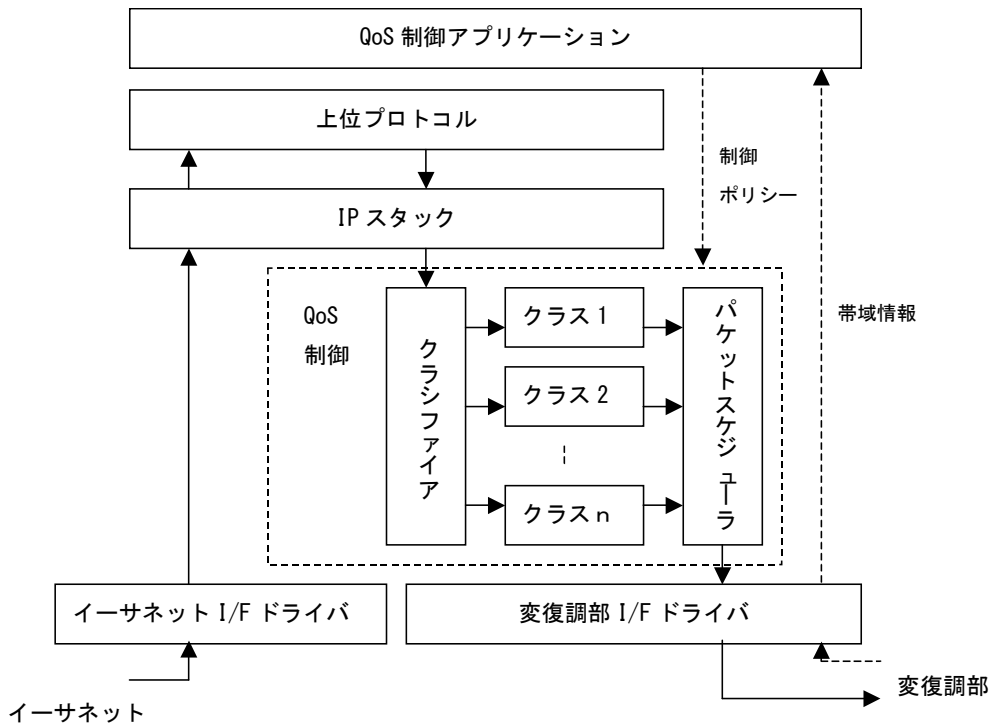 QoS 制御アプリケーション
上位プロトコル
制御
ポリシー
IP スタック
QoS
制御
クラシファイア
クラス 1
クラス 2
クラス n
パケットスケジューラ
帯域情報
イーサネット I/F ドライバ
変復調部 I/F ドライバ
変復調部
イーサネット